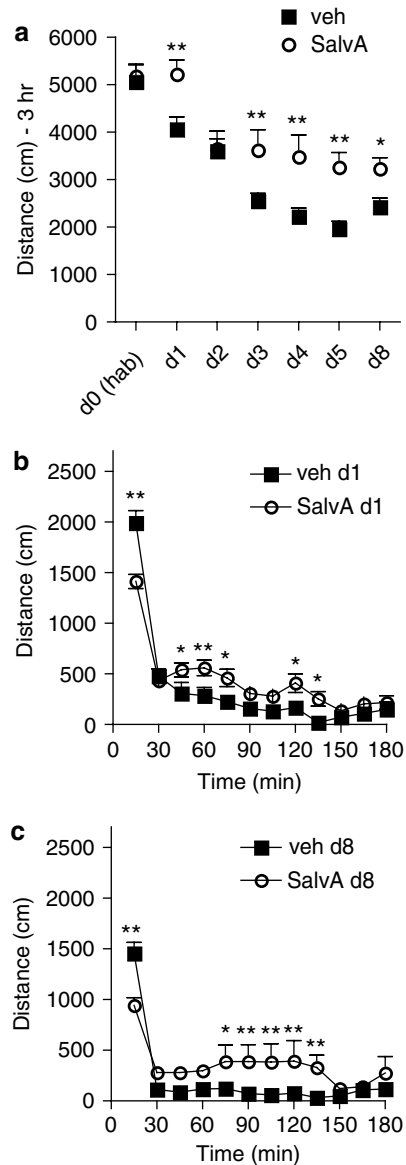 a
veh
SalvA
6000
5000
4000
3000
2000
1000
0
Distance (cm) - 3 hr
**
**
**
**
*
d0 (hab)
d1
d2
d3
d4
d5
d8
b
veh d1
SalvA d1
2500
2000
1500
1000
500
0
Distance (cm)
**
*
**
*
*
*
0 30 60 90 120 150 180
Time (min)
c
veh d8
SalvA d8
2500
2000
1500
1000
500
0
Distance (cm)
**
*
**
**
**
**
0 30 60 90 120 150 180
Time (min)